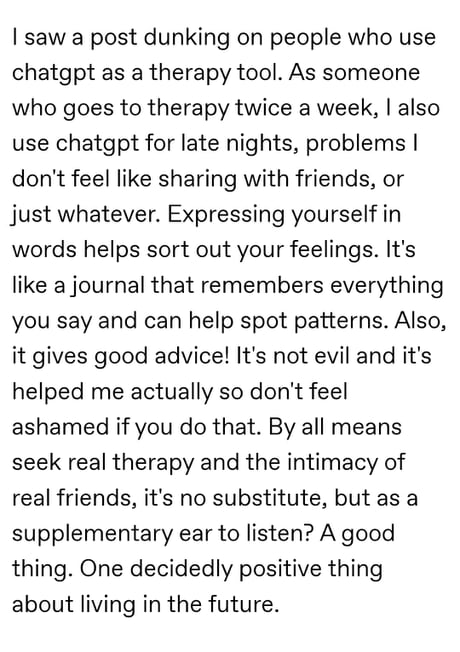 I saw a post dunking on people who use
chatgpt as a therapy tool. As someone
who goes to therapy twice a week, I also
use chatgpt for late nights, problems I
don't feel like sharing with friends, or
just whatever. Expressing yourself in
words helps sort out your feelings. It's
like a journal that remembers everything
you say and can help spot patterns. Also,
it gives good advice! It's not evil and it's
helped me actually so don't feel
ashamed if you do that. By all means
seek real therapy and the intimacy of
real friends, it's no substitute, but as a
supplementary ear to listen? A good
thing. One decidedly positive thing
about living in the future.